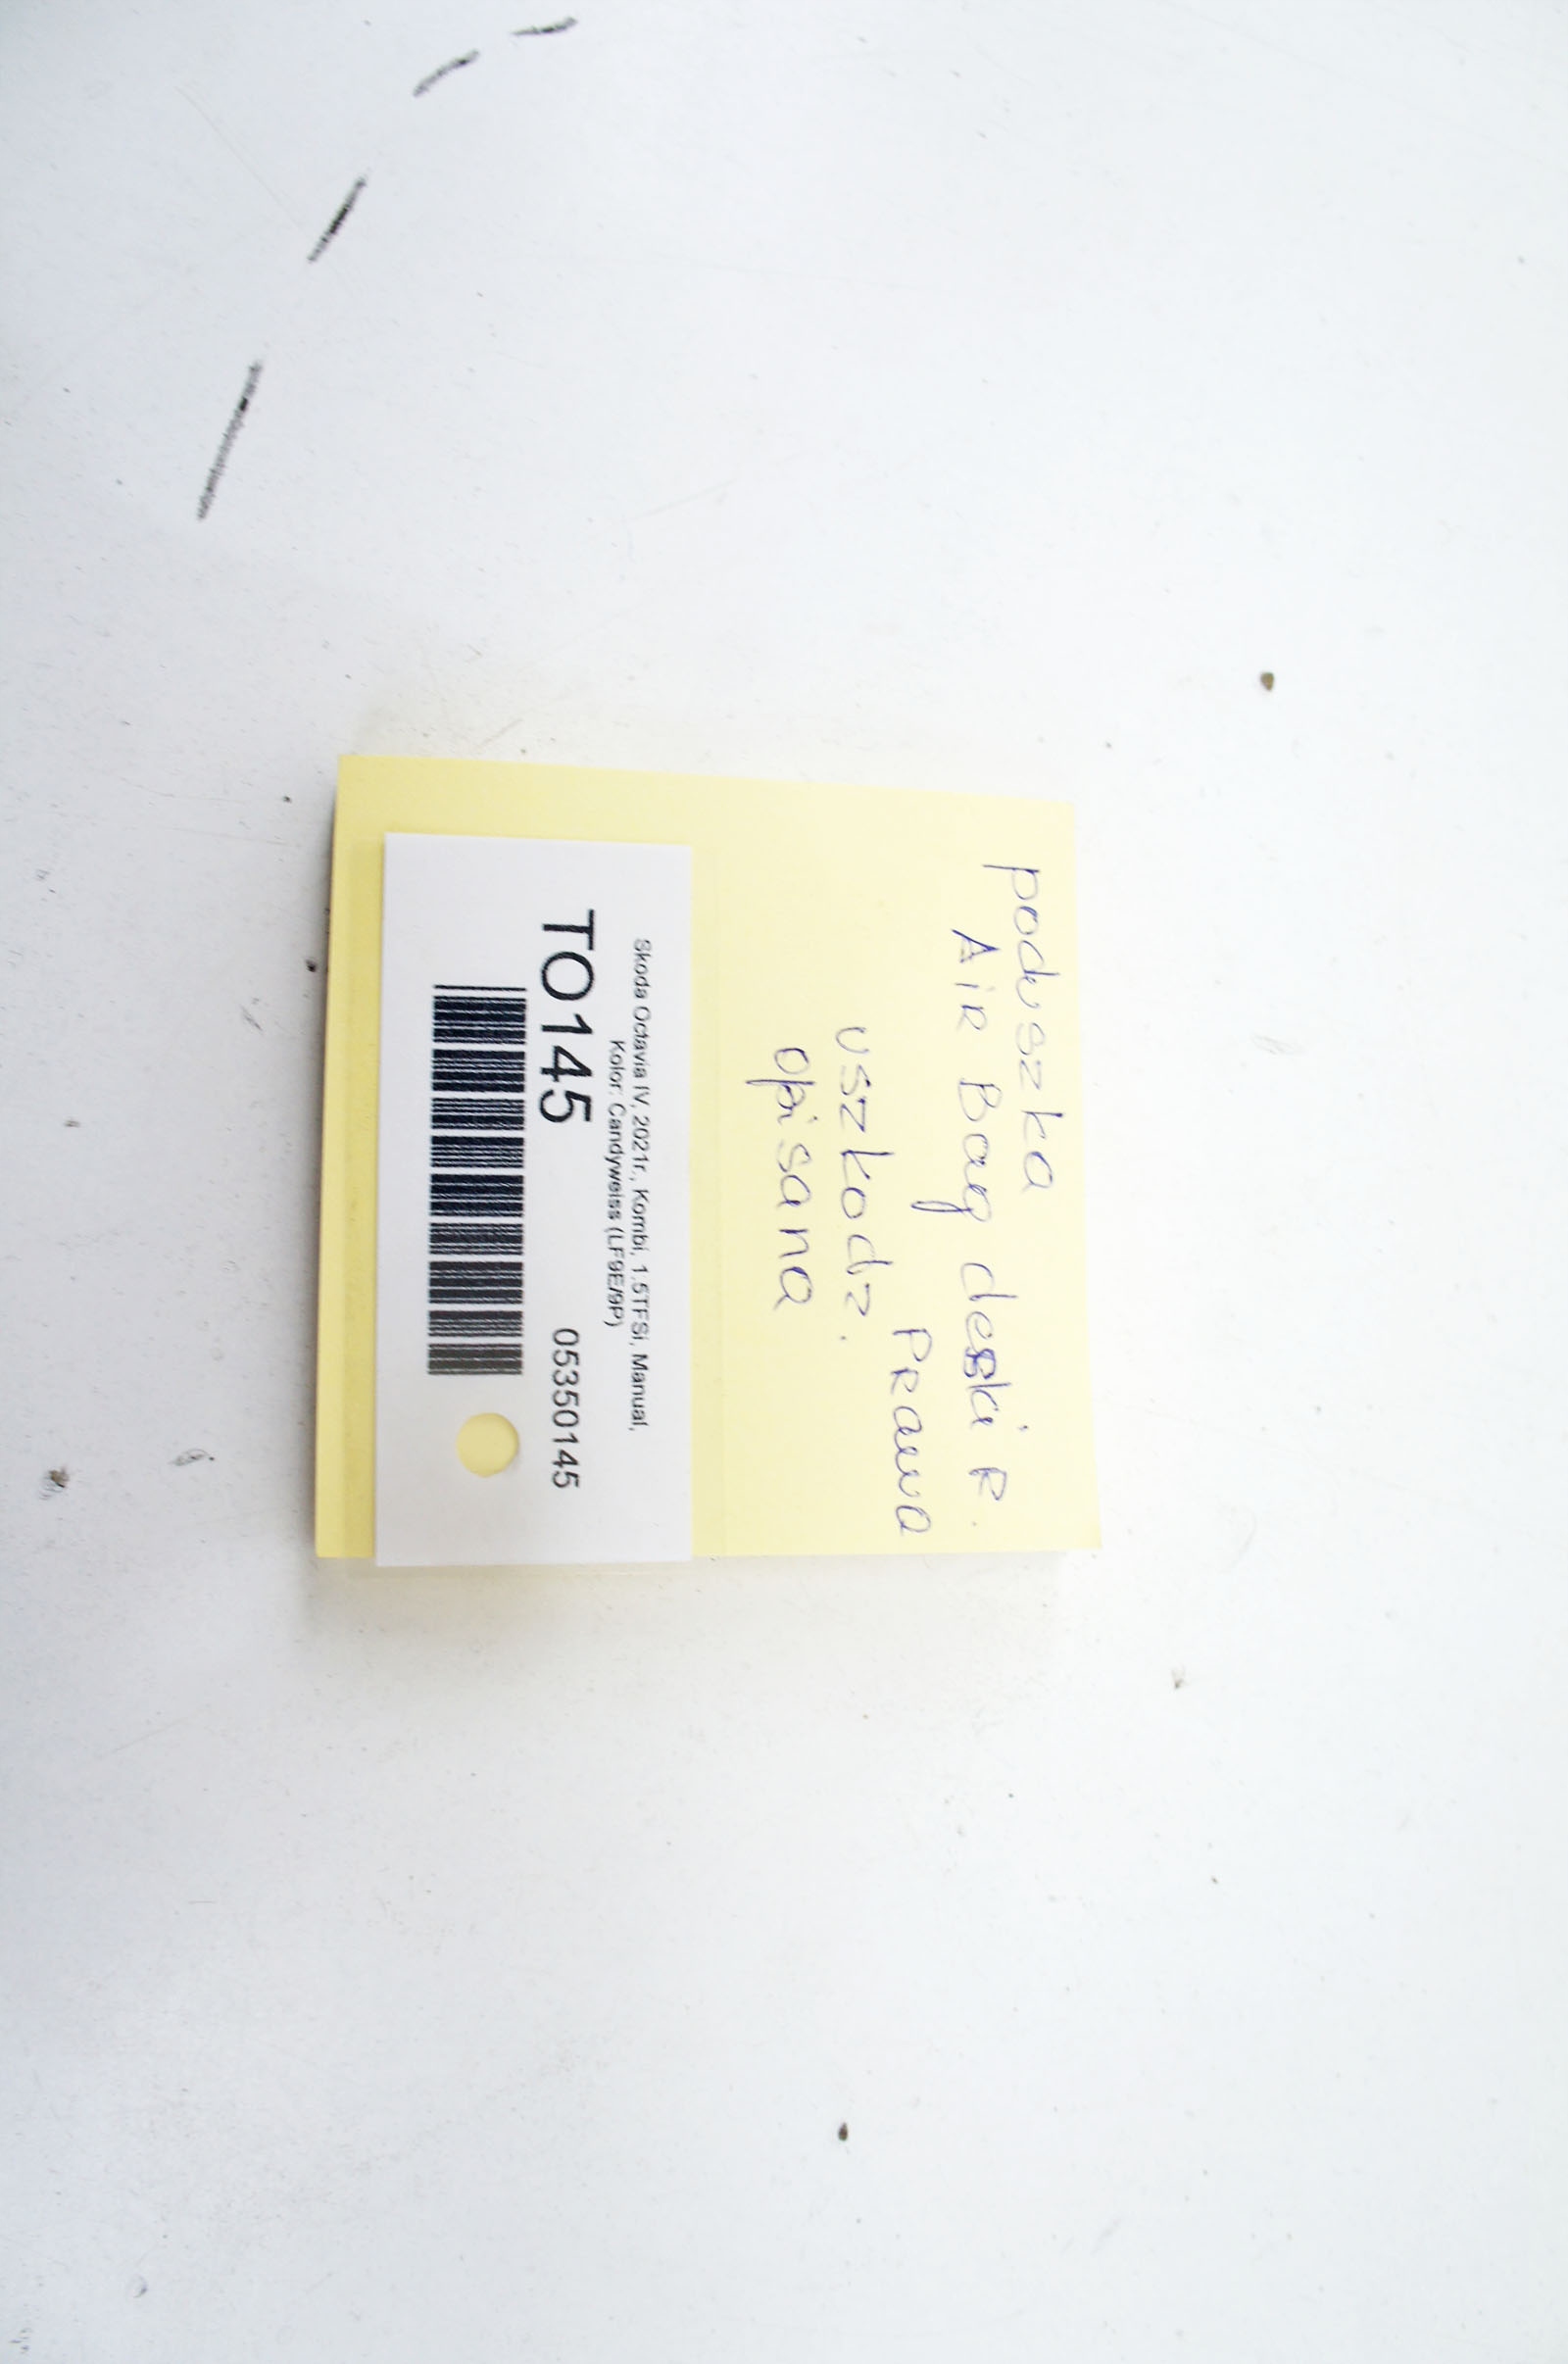 poduszka
AiR Bag deski R.
PRawa
uszkodz.
opisana
Skoda Octavia IV, 2021r., Kombi, 1.5TFSi, Manual,
Kolor: Candyweiss (LF9E/9P)
TO145 05350145